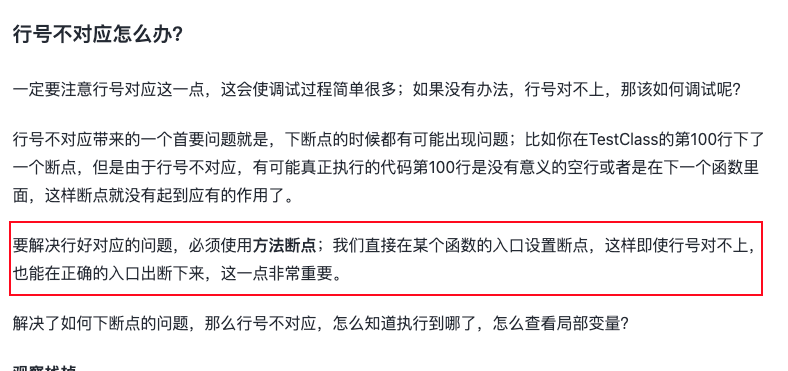 行号不对应怎么办?
一定要注意行号对应这一点，这会使调试过程简单很多；如果没有办法，行号对不上，那该如何调试呢?
行号不对应带来的一个首要问题就是，下断点的时候都有可能出现问题；比如你在TestClass的第100行下了
一个断点，但是由于行号不对应，有可能真正执行的代码第100行是没有意义的空行或者是在下一个函数里
面，这样断点就没有起到应有的作用了。
要解决行好对应的问题，必须使用方法断点；我们直接在某个函数的入口设置断点，这样即使行号对不上，
也能在正确的入口出断下来，这一点非常重要。
解决了如何下断点的问题，那么行号不对应，怎么知道执行到哪了，怎么查看局部变量?